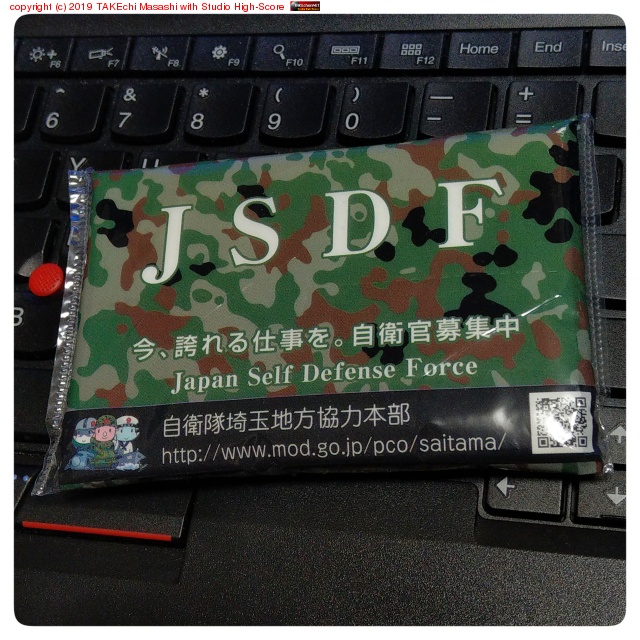 copyright (c) 2019 TAKEchi Masashi with Studio High-Score
F6 F7 F8 F9 F10 F11 F12 Home End Inse
^ & * ( ) — +
6 7 8 9 0 - =
Y U
JSDF
今、誇れる仕事を。自衛官募集中
Japan Self Defense Force
自衛隊埼玉地方協力本部
http://www.mod.go.jp/pco/saitama/
B